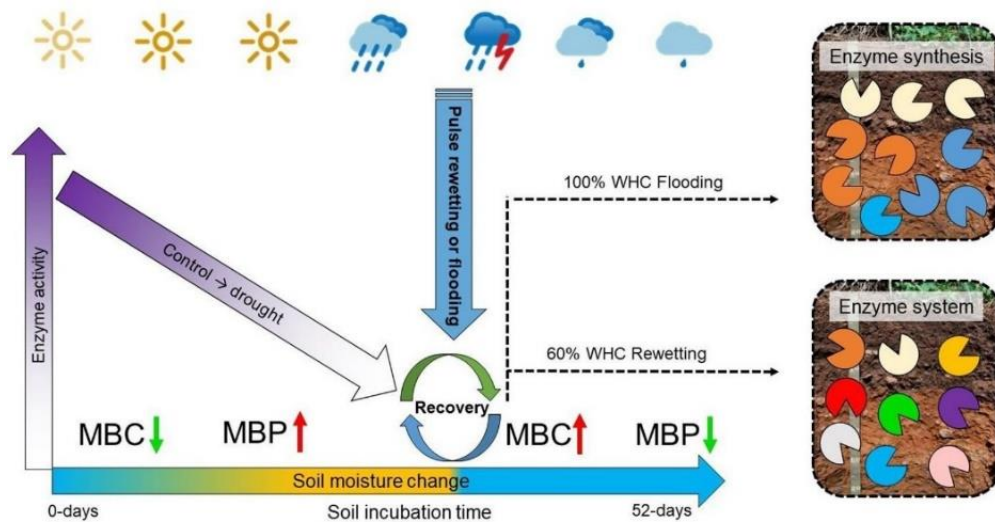 Enzyme synthesis
Pulse rewetting or flooding
100% WHC Flooding
Enzyme activity
Control → drought
Enzyme system
60% WHC Rewetting
Recovery
MBC
MBP
MBC
MBP
Soil moisture change
0-days
Soil incubation time
52-days